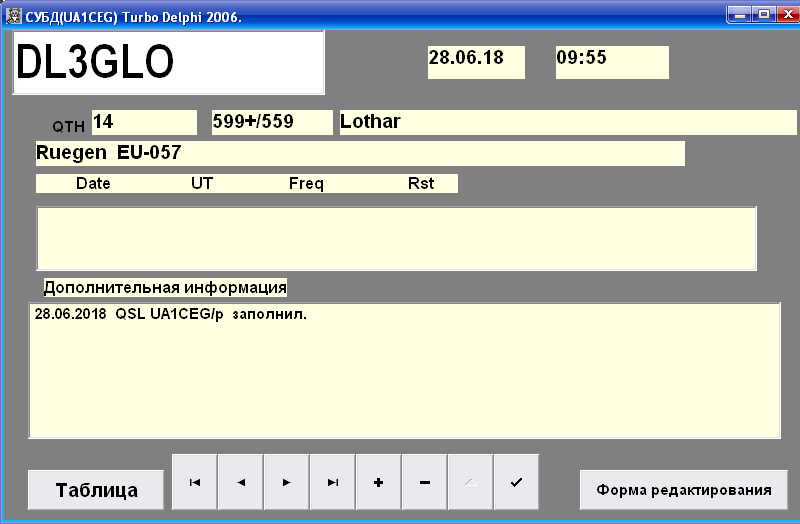 СУБД(UA1CEG) Turbo Delphi 2006.
DL3GLO 28.06.18 09:55
QTH 14 599+/559 Lothar
Ruegen EU-057
Date UT Freq Rst
Дополнительная информация
28.06.2018 QSL UA1CEG/p заполнил.
Таблица Форма редактирования